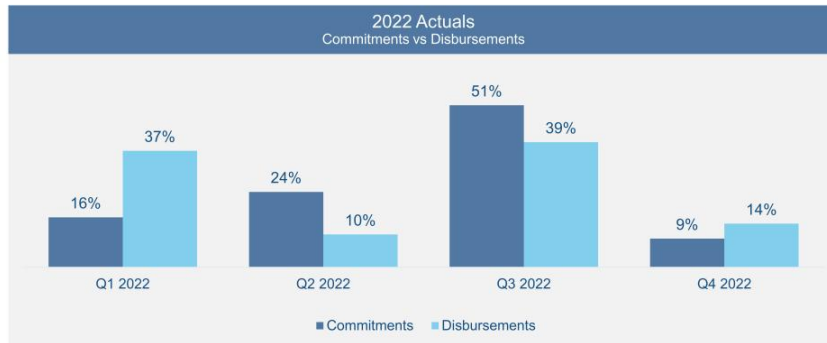 2022 Actuals
Commitments vs Disbursements
51%
39%
37%
24%
16%
14%
10%
9%
Q1 2022
Q2 2022
Q3 2022
Q4 2022
Commitments
Disbursements